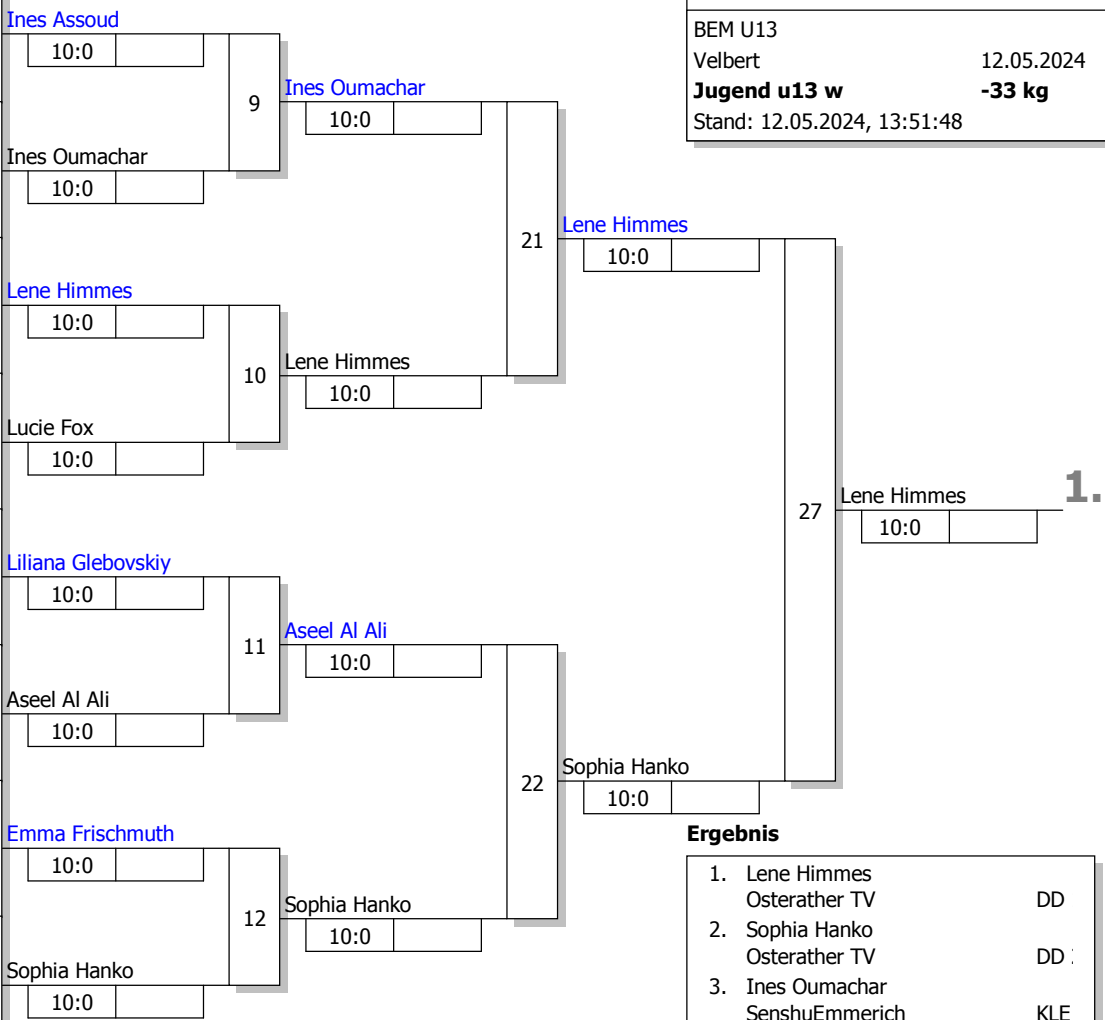 Ines Assoud
10:0
9
Ines Oumachar
10:0
Ines Oumachar
10:0
Lene Himmes
10:0
10
Lene Himmes
10:0
Lucie Fox
10:0
21
Lene Himmes
10:0
Liliana Glebovskiy
10:0
11
Aseel Al Ali
10:0
Aseel Al Ali
10:0
Emma Frischmuth
10:0
12
Sophia Hanko
10:0
Sophia Hanko
10:0
22
Sophia Hanko
10:0
27
Lene Himmes
10:0
1.
BEM U13
Velbert 12.05.2024
Jugend u13 w -33 kg
Stand: 12.05.2024, 13:51:48
Ergebnis
1. Lene Himmes
Osterather TV DD
2. Sophia Hanko
Osterather TV DD
3. Ines Oumachar
SenshuEmmerich KLE